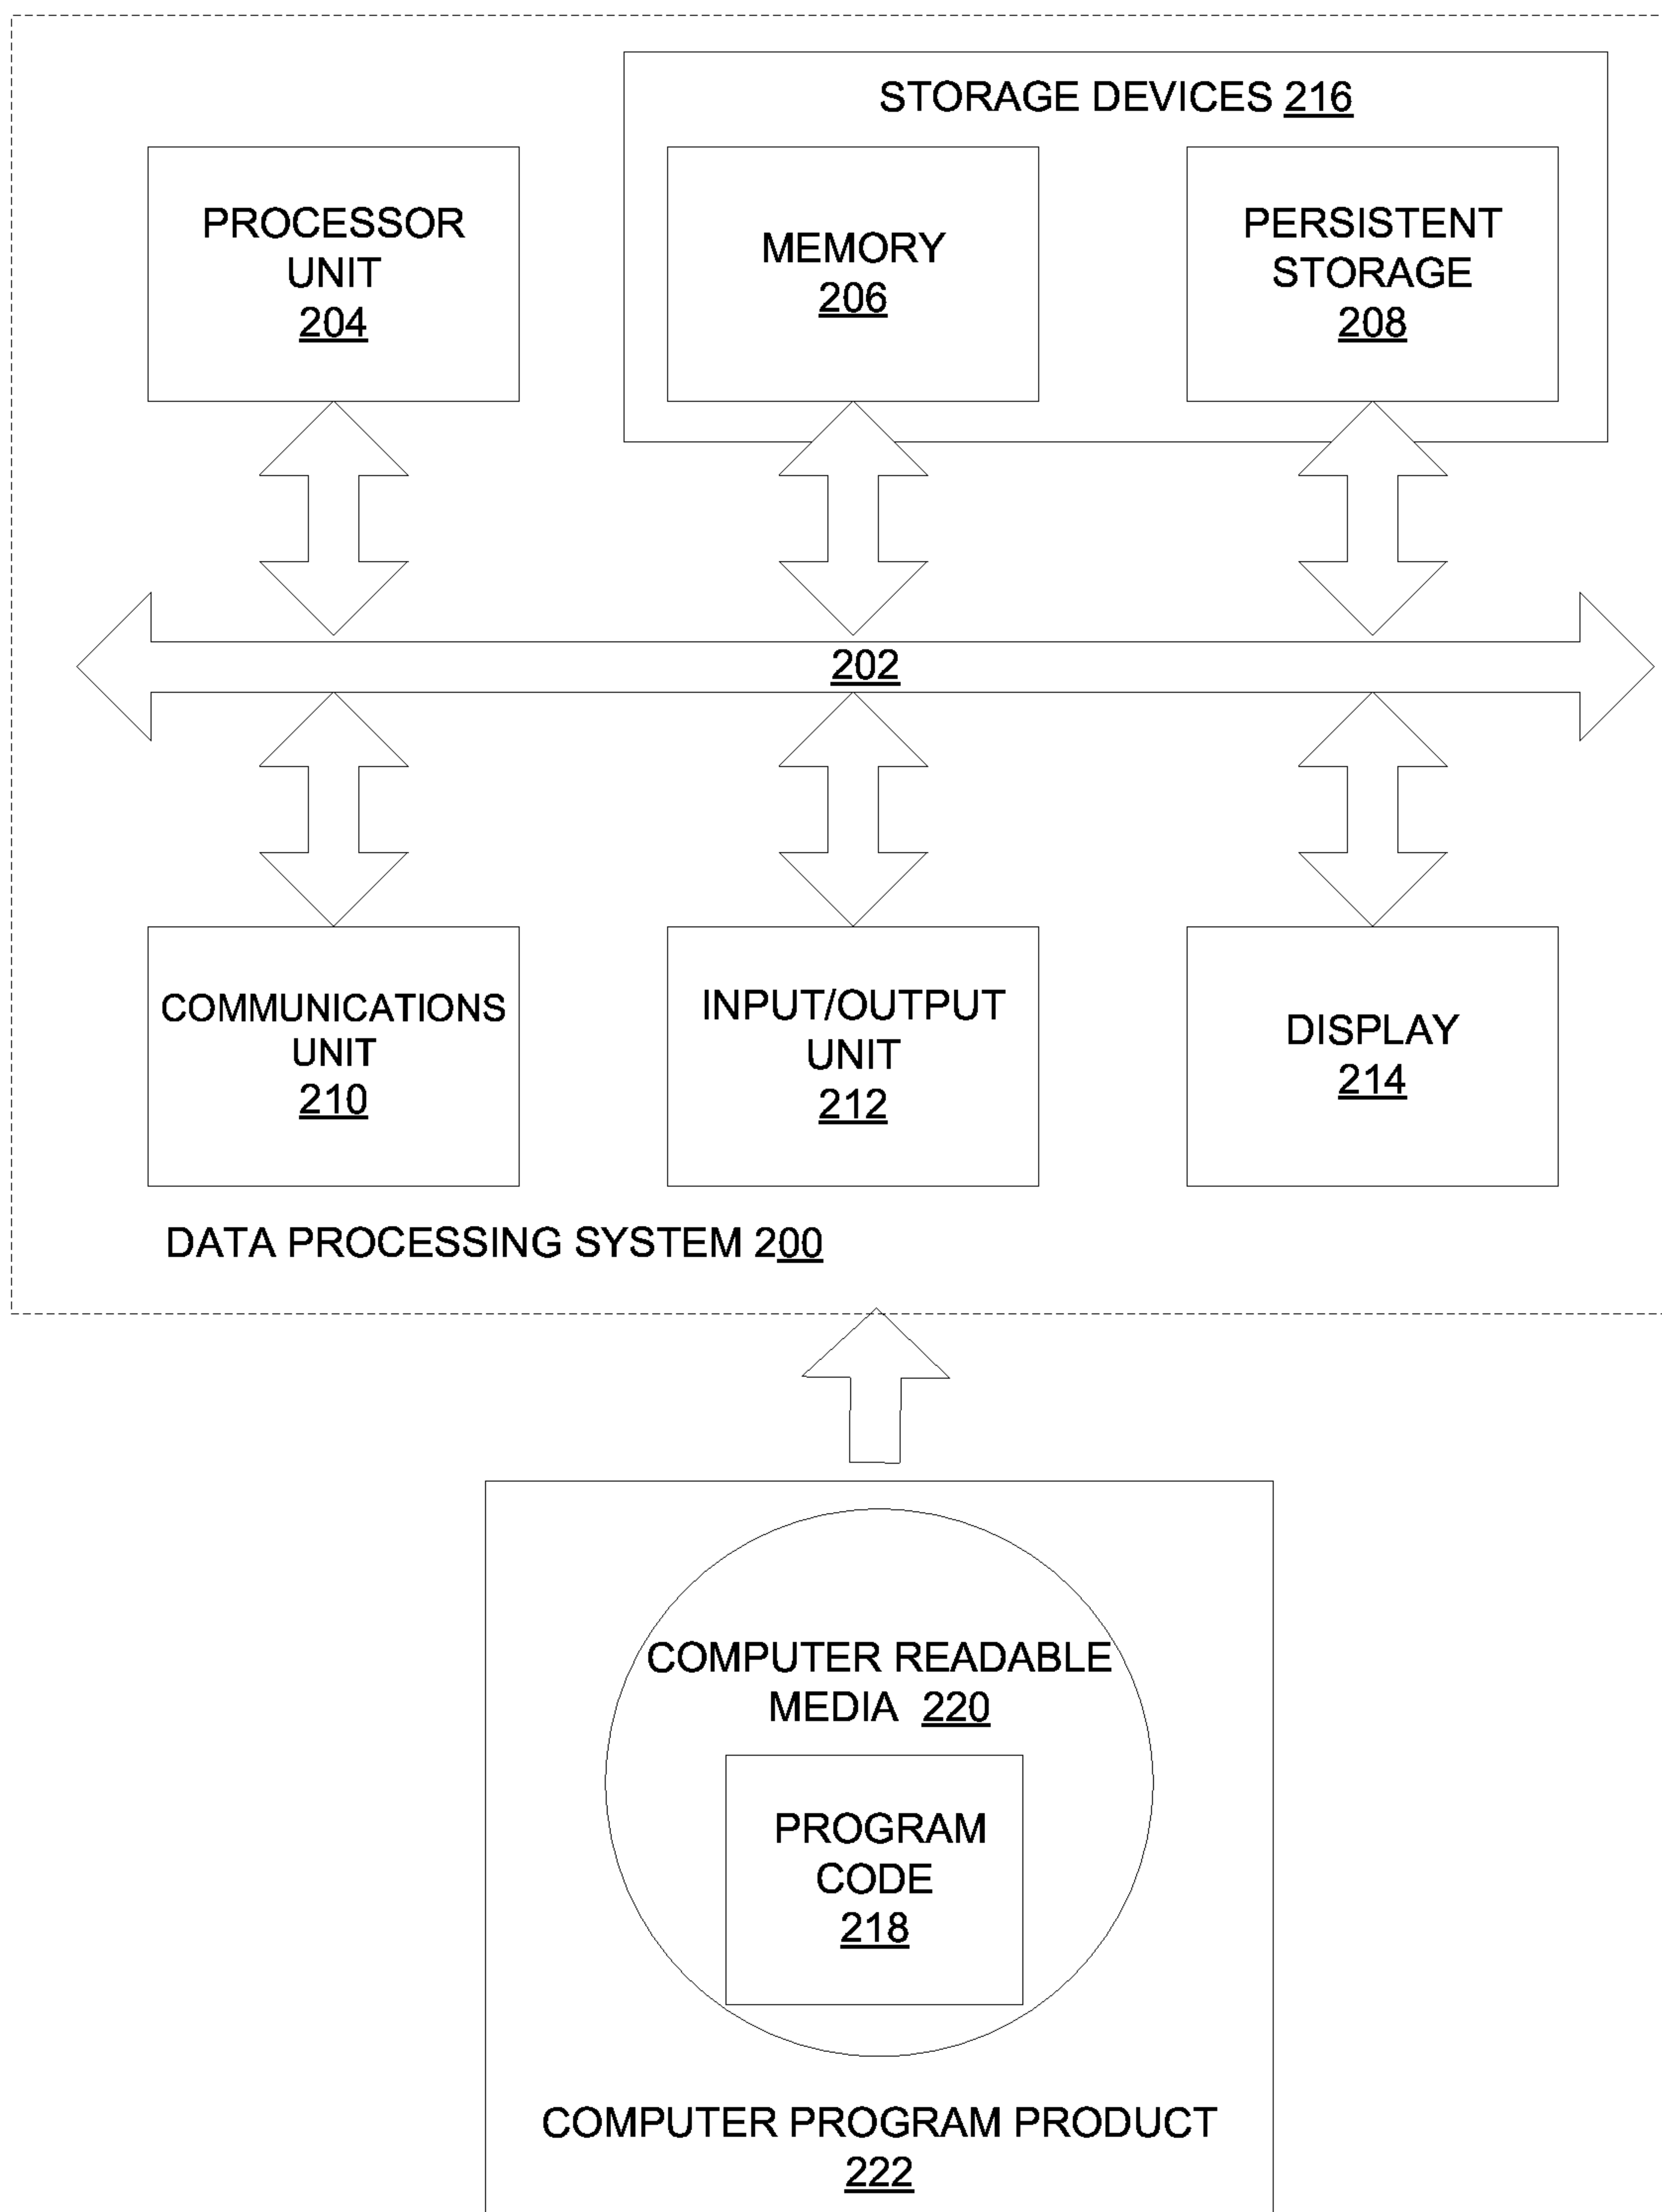 STORAGE DEVICES 216
PROCESSOR
UNIT
204
MEMORY
206
PERSISTENT
STORAGE
208
202
COMMUNICATIONS
UNIT
210
INPUT/OUTPUT
UNIT
212
DISPLAY
214
DATA PROCESSING SYSTEM 200
COMPUTER READABLE
MEDIA 220
PROGRAM
CODE
218
COMPUTER PROGRAM PRODUCT
222